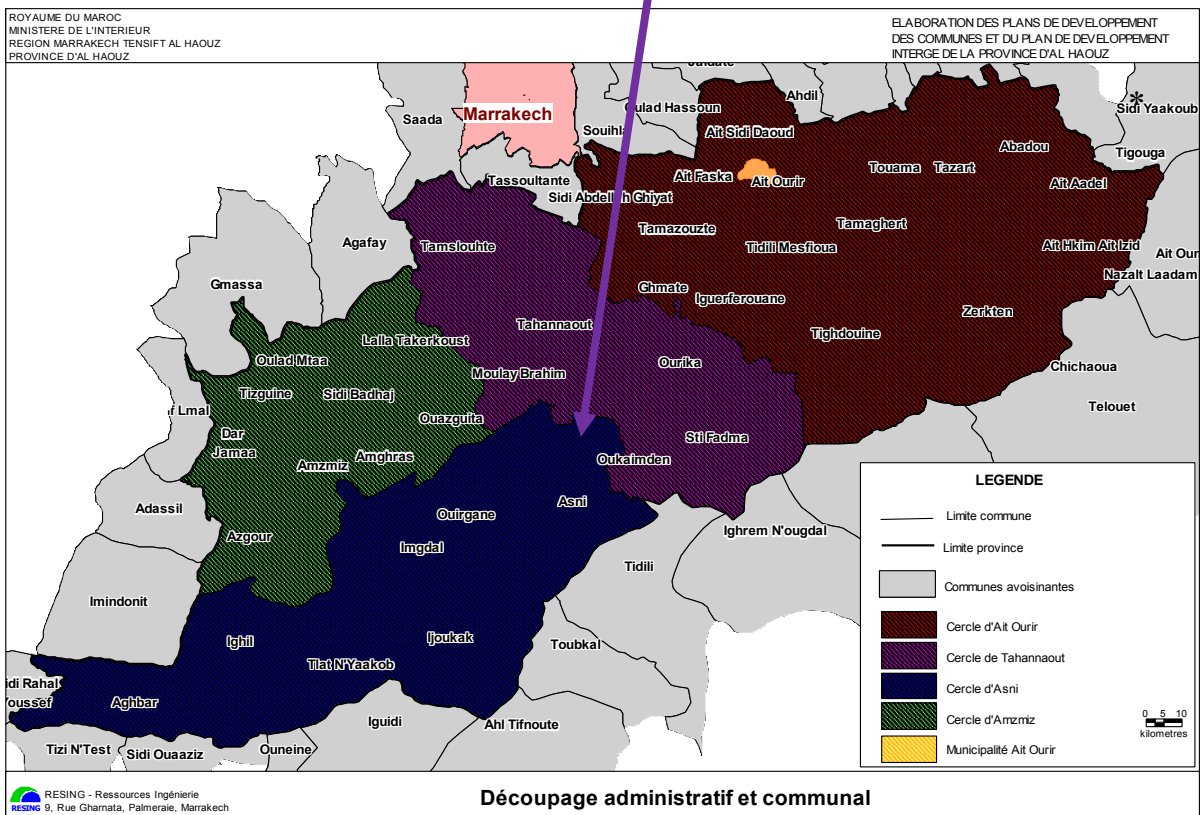 ROYAUME DU MAROC
MINISTERE DE L'INTERIEUR
REGION MARRAKECH TENSIFT AL HAOUZ
PROVINCE D'AL HAOUZ
ELABORATION DES PLANS DE DEVELOPPEMENT
DES COMMUNES ET DU PLAN DE DEVELOPPEMENT
INTERGE DE LA PROVINCE D'AL HAOUZ
Marrakech
Saada
Oulad Hassoun
Ahdil
Sidi Yaakoub
*
Souihla
Ait Sidi Daoud
Abadou
Tigouga
Tassoultante
Ait Faska
Ait Ourir
Touama
Tazart
Ait Aadel
Sidi Abdellah Ghiyat
Tamazouzte
Tamaghert
Agafay
Tamslouhte
Tidili Mesfioua
Ait Hkim Ait Izid
Ait Our
Nazalt Laadam
Gmassa
Ghmate
Iguerferouane
Zerkten
Tahannaout
Tighdouine
Lalla Takerkoust
Oulad Mtaa
Ourika
Chichaoua
Moulay Brahim
Tizguine
Sidi Badhaj
Telouet
f Lmal
Ouazguita
Dar
Jamaa
Sti Fadma
Amghras
Amzmiz
Oukaimden
Adassil
Asni
Ouirgane
Ighrem N'ougdal
Azgour
Imgdal
Tidili
Imindonit
Ighil
Ijoukak
Toubkal
Tlat N'Yaakob
idi Rahal
Youssef
Aghbar
Iguidi
Ahl Tifnoute
Tizi N'Test
Sidi Ouaaziz
Ouneine
LEGENDE
Limite commune
Limite province
Communes avoisinantes
Cercle d'Ait Ourir
Cercle de Tahannaout
Cercle d'Asni
Cercle d'Amzmiz
Municipalité Ait Ourir
0 5 10
kilometres
RESING
RESING - Ressources Ingénierie
9, Rue Gharnata, Palmeraie, Marrakech
Découpage administratif et communal